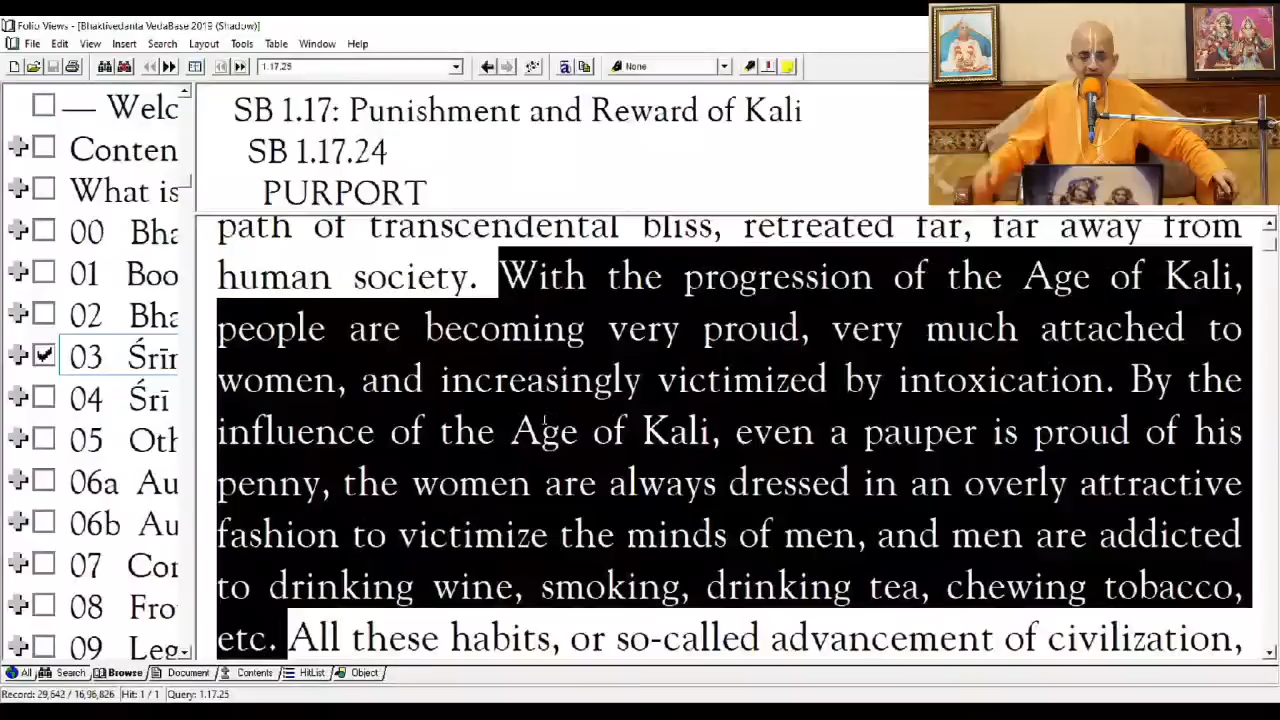 Folio Views - [Bhaktivedanta VedaBase 2019 (Shadow)]
File Edit View Insert Search Layout Tools Table Window Help
1.17.25 None
— Welc
Conten
What is
00 Bha
01 Boo
02 Bha
03 Śrīr
04 Śrī
05 Oth
06a Au
06b Au
07 Con
08 Fro
09 Leg
SB 1.17: Punishment and Reward of Kali
SB 1.17.24
PURPORT
path of transcendental bliss, retreated far, far away from
human society. With the progression of the Age of Kali,
people are becoming very proud, very much attached to
women, and increasingly victimized by intoxication. By the
influence of the Age of Kali, even a pauper is proud of his
penny, the women are always dressed in an overly attractive
fashion to victimize the minds of men, and men are addicted
to drinking wine, smoking, drinking tea, chewing tobacco,
etc. All these habits, or so-called advancement of civilization,
All Search Browse Document Contents HitList Object
Record: 29,642 / 16,96,826 Hit: 1 / 1 Query: 1.17.25